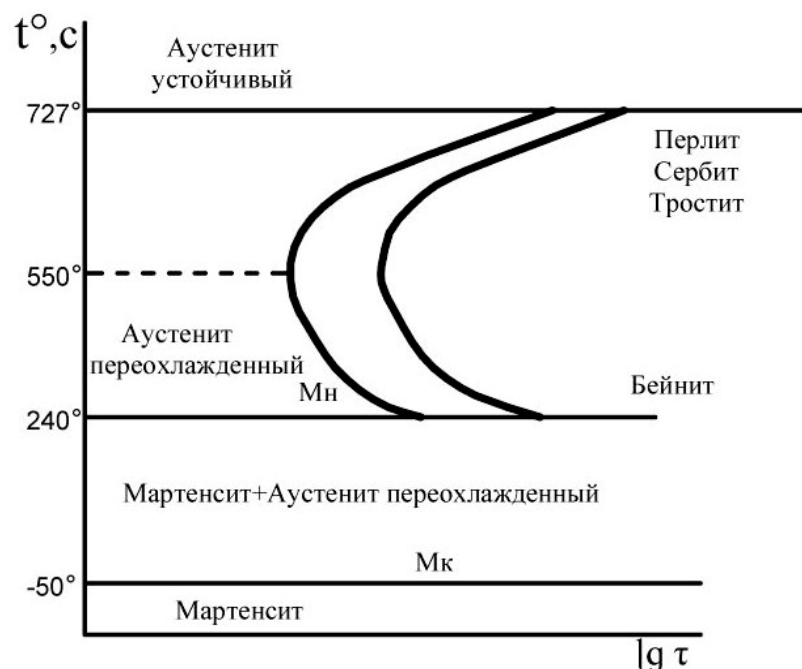 t°,c
Аустенит
устойчивый
727°
Перлит
Сербит
Тростит
550°
Аустенит
переохлажденный
Мн
Бейнит
240°
Мартенсит+Аустенит переохлажденный
Мк
-50°
Мартенсит
lg τ